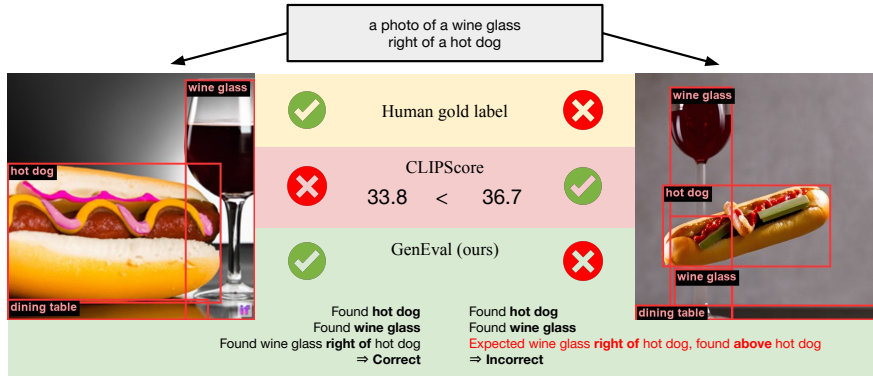 a photo of a wine glass
right of a hot dog
wine glass
hot dog
dining table
if
Human gold label
CLIPScore
33.8 < 36.7
GenEval (ours)
Found hot dog
Found wine glass
Found wine glass right of hot dog
⇒ Correct
Found hot dog
Found wine glass
Expected wine glass right of hot dog, found above hot dog
⇒ Incorrect
wine glass
hot dog
wine glass
dining table